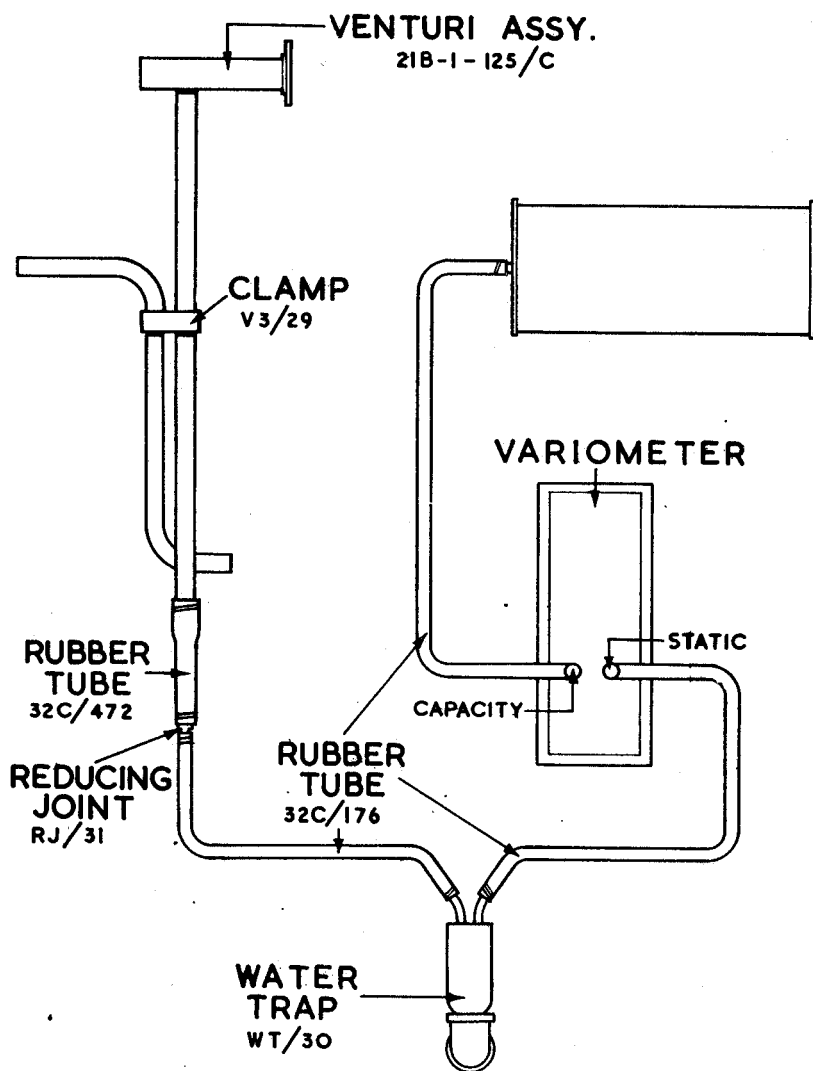 VENTURI ASSY.
21B-1-125/C
CLAMP
V3/29
VARIOMETER
STATIC
CAPACITY
RUBBER
TUBE
32C/472
REDUCING
JOINT
RJ/31
RUBBER
TUBE
32C/176
WATER
TRAP
WT/30